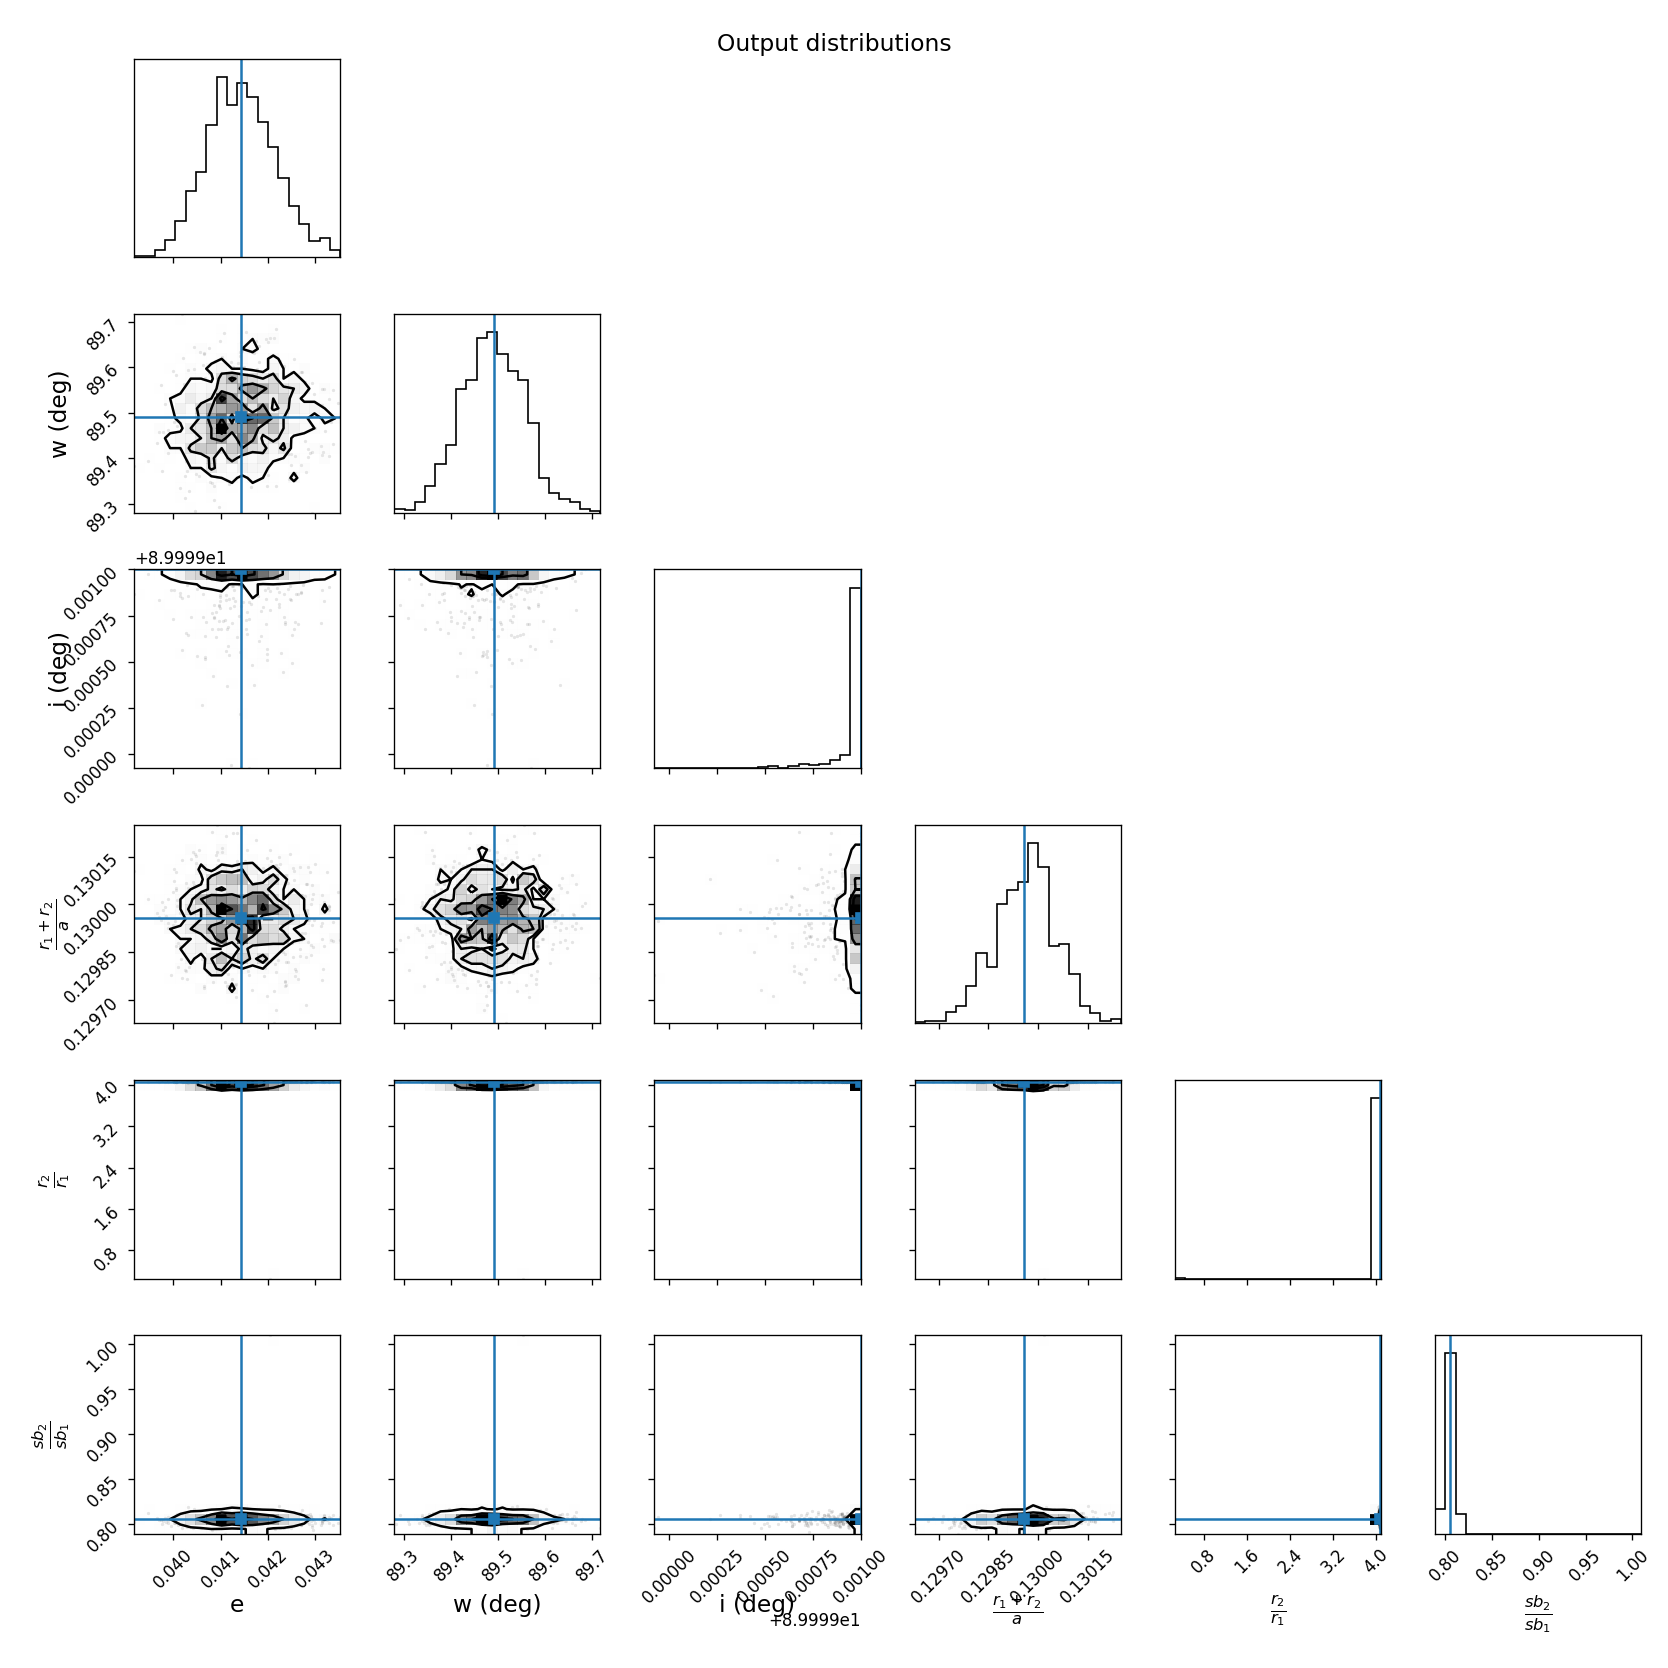 Output distributions
w (deg)
89.7
89.6
89.5
89.4
89.3
+8.9999e1
i (deg)
0.00100
0.00075
0.00050
0.00025
0.00000
r1 + r2
a
0.13015
0.13000
0.12985
0.12970
r2
r1
4.0
3.2
2.4
1.6
0.8
sb2
sb1
1.00
0.95
0.90
0.85
0.80
0.040 0.041 0.042 0.043
89.3 89.4 89.5 89.6 89.7
0.00000 0.00025 0.00050 0.00075 0.00100
0.12970 0.12985 0.13000 0.13015
0.8 1.6 2.4 3.2 4.0
0.80 0.85 0.90 0.95 1.00
e
w (deg)
i (deg)
+8.9999e1
r1 + r2
a
r2
r1
sb2
sb1